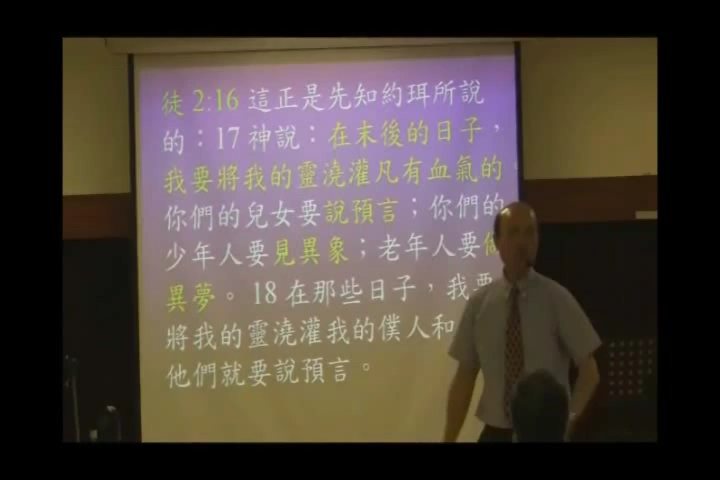 徒 2:16 這正是先知約珥所說
的：17 神說：在末後的日子，
我要將我的靈澆灌凡有血氣的
你們的兒女要說預言；你們的
少年人要見異象；老年人要
異夢。 18 在那些日子，我要
將我的靈澆灌我的僕人和
他們就要說預言。